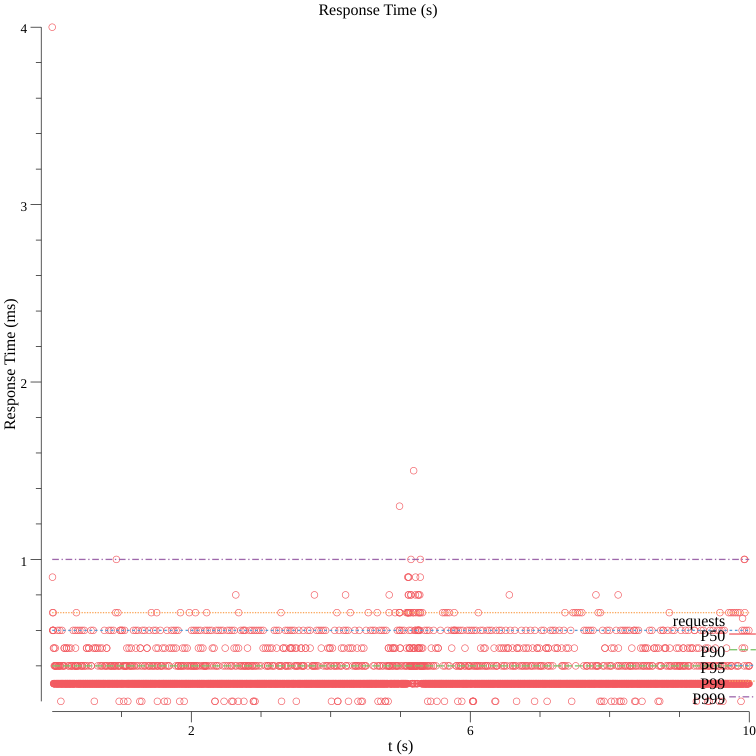 Response Time (s)
4
3
2
1
Response Time (ms)
requests
P50
P90
P95
P99
P999
2
6
10
t (s)